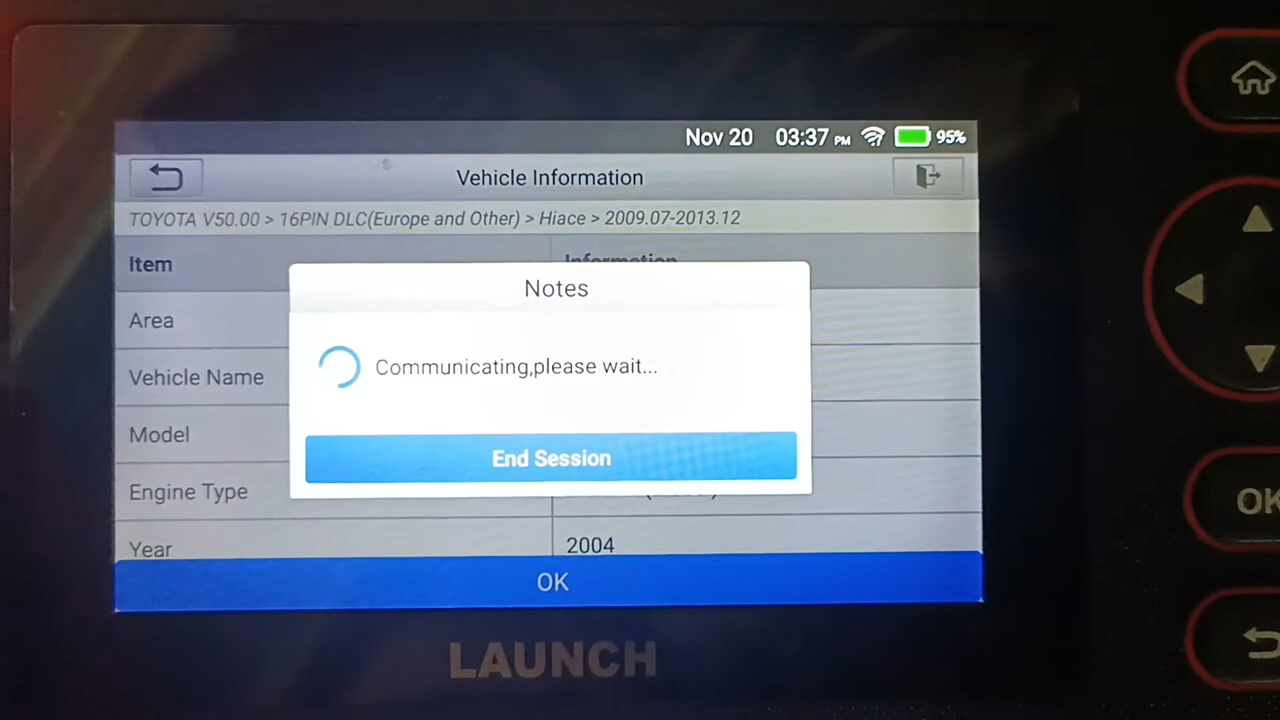 Nov 20 03:37 PM 95%
Vehicle Information
TOYOTA V50.00 > 16PIN DLC(Europe and Other) > Hiace > 2009.07-2013.12
Item Information
Notes
Area
Communicating,please wait...
Vehicle Name
Model
End Session
Engine Type
Year 2004
OK
LAUNCH
OK